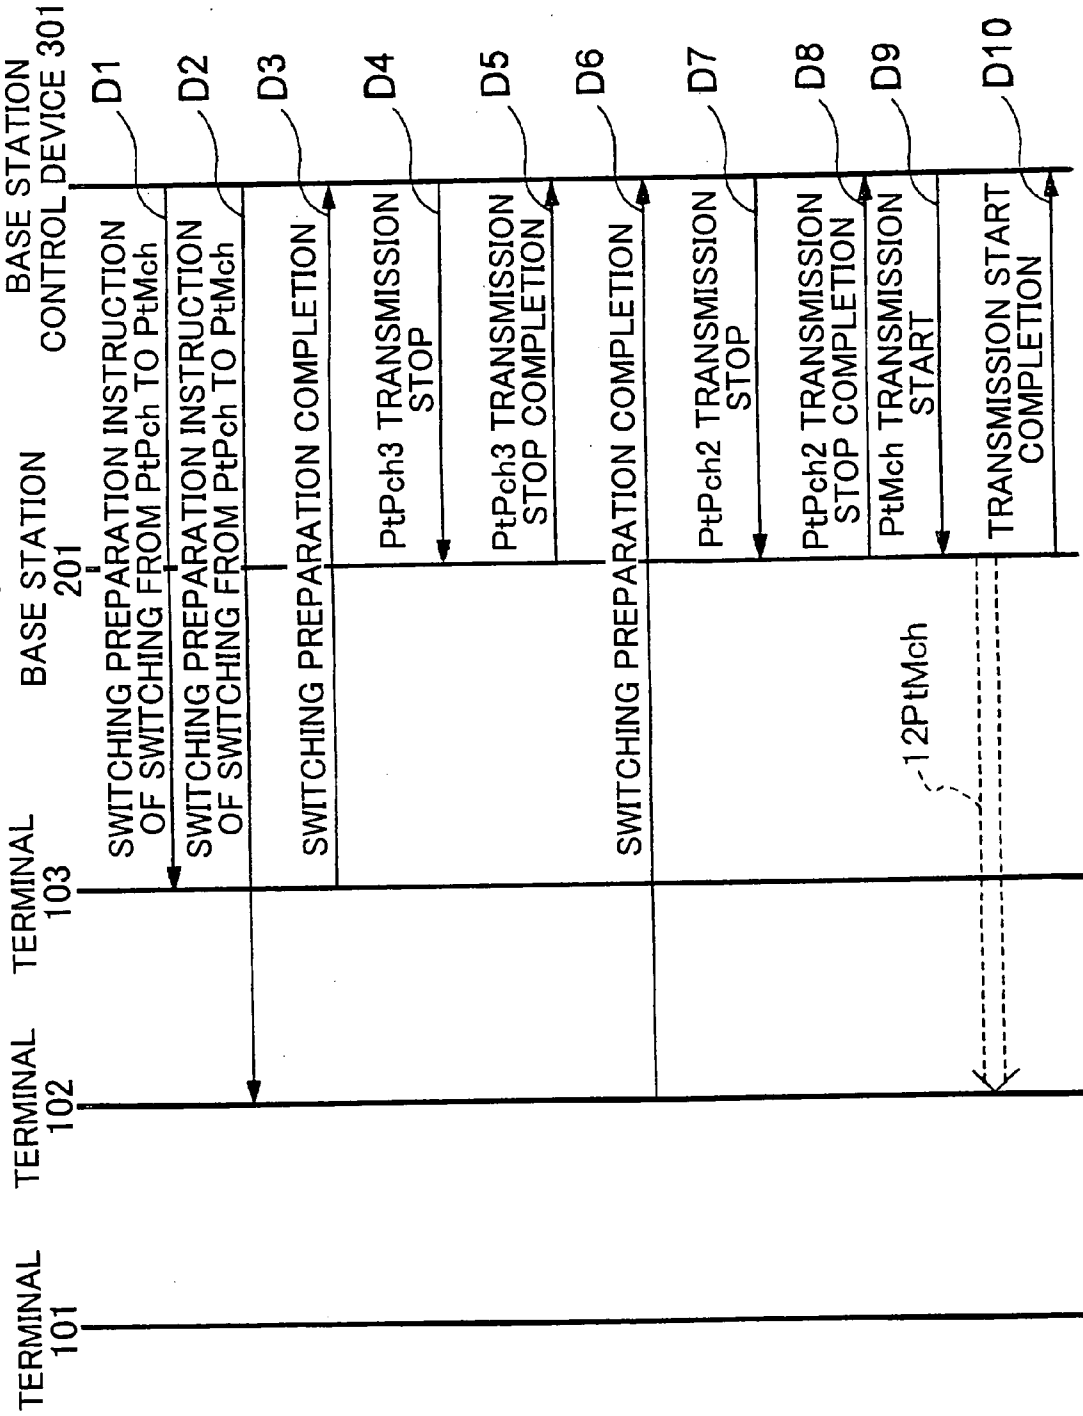 TERMINAL
101
TERMINAL
102
TERMINAL
103
BASE STATION
201
BASE STATION
CONTROL DEVICE 301
SWITCHING PREPARATION INSTRUCTION
OF SWITCHING FROM PtPch TO PtMch
D1
SWITCHING PREPARATION INSTRUCTION
OF SWITCHING FROM PtPch TO PtMch
D2
SWITCHING PREPARATION COMPLETION
D3
PtPch3 TRANSMISSION
STOP
D4
PtPch3 TRANSMISSION
STOP COMPLETION
D5
SWITCHING PREPARATION COMPLETION
D6
PtPch2 TRANSMISSION
STOP
D7
PtPch2 TRANSMISSION
STOP COMPLETION
D8
PtMch TRANSMISSION
START
D9
12PtMch
TRANSMISSION START
COMPLETION
D10